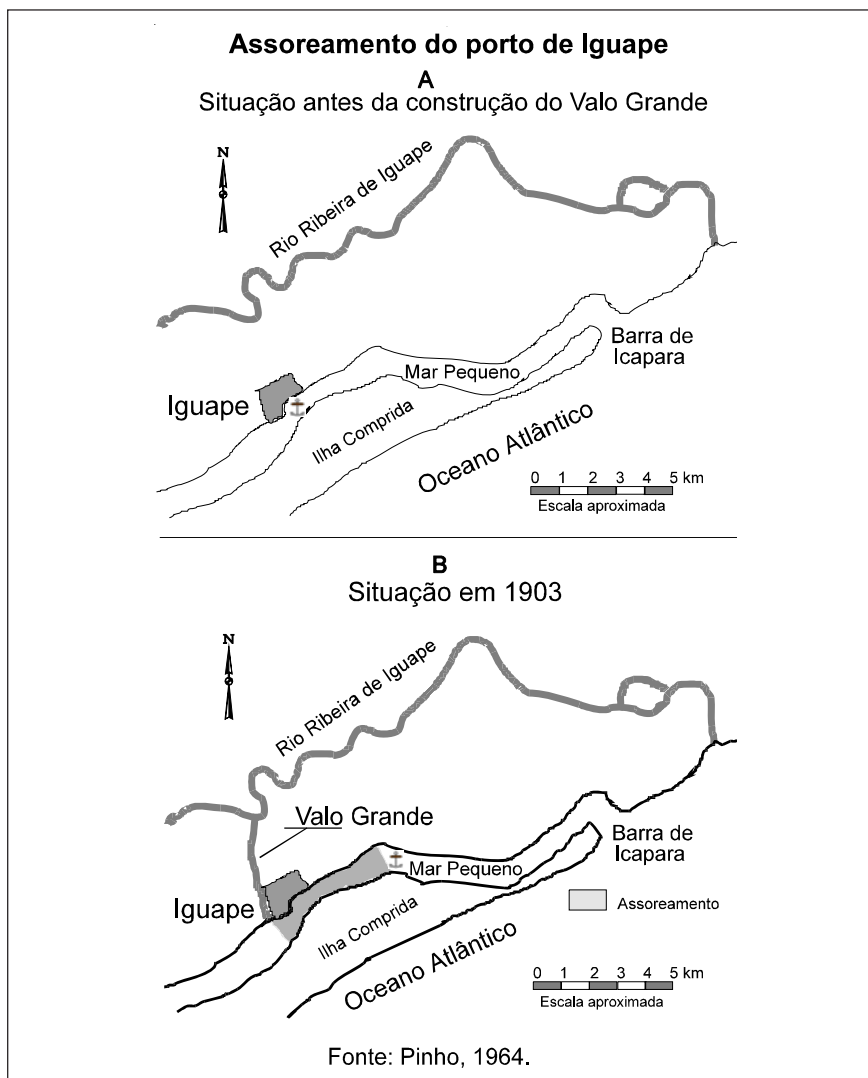 Assoreamento do porto de Iguape
A
Situação antes da construção do Valo Grande
N
Rio Ribeira de Iguape
Barra de
Icapara
Mar Pequeno
Iguape
Ilha Comprida
Oceano Atlântico
0 1 2 3 4 5 km
Escala aproximada
B
Situação em 1903
N
Rio Ribeira de Iguape
Valo Grande
Barra de
Icapara
Mar Pequeno
Iguape
Assoreamento
Ilha Comprida
Oceano Atlântico
0 1 2 3 4 5 km
Escala aproximada
Fonte: Pinho, 1964.